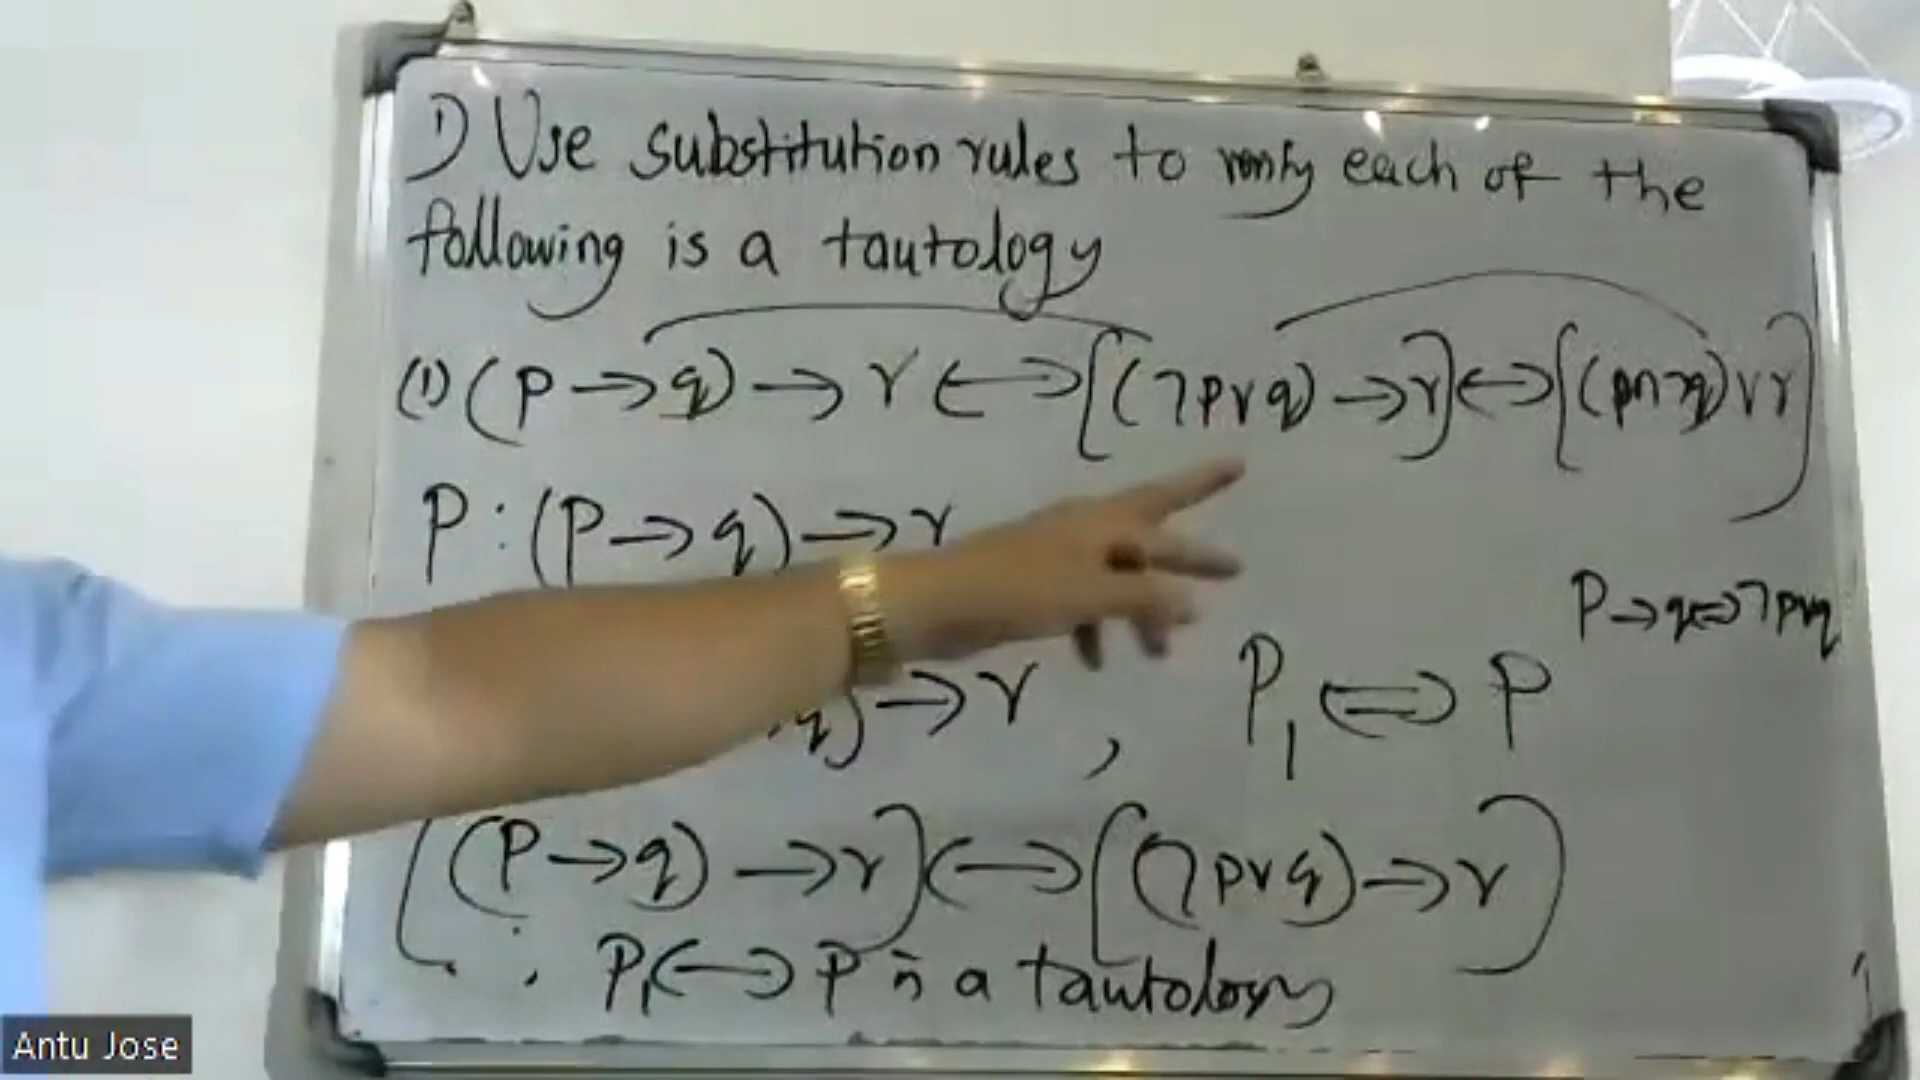 1) Use substitution rules to verify each of the
following is a tautology
(1) (p → q) → r ⟷ [(¬p ∨ q) → r] ⟷ [(p ∧ ¬q) ∨ r]
P : (P → q) → r
P → q ⟺ ¬p ∨ q
q) → r , P₁ ⟺ P
[(P → q) → r] ⟷ [(¬p ∨ q) → r]
∴ P₁ ⟷ P is a tautology
Antu Jose